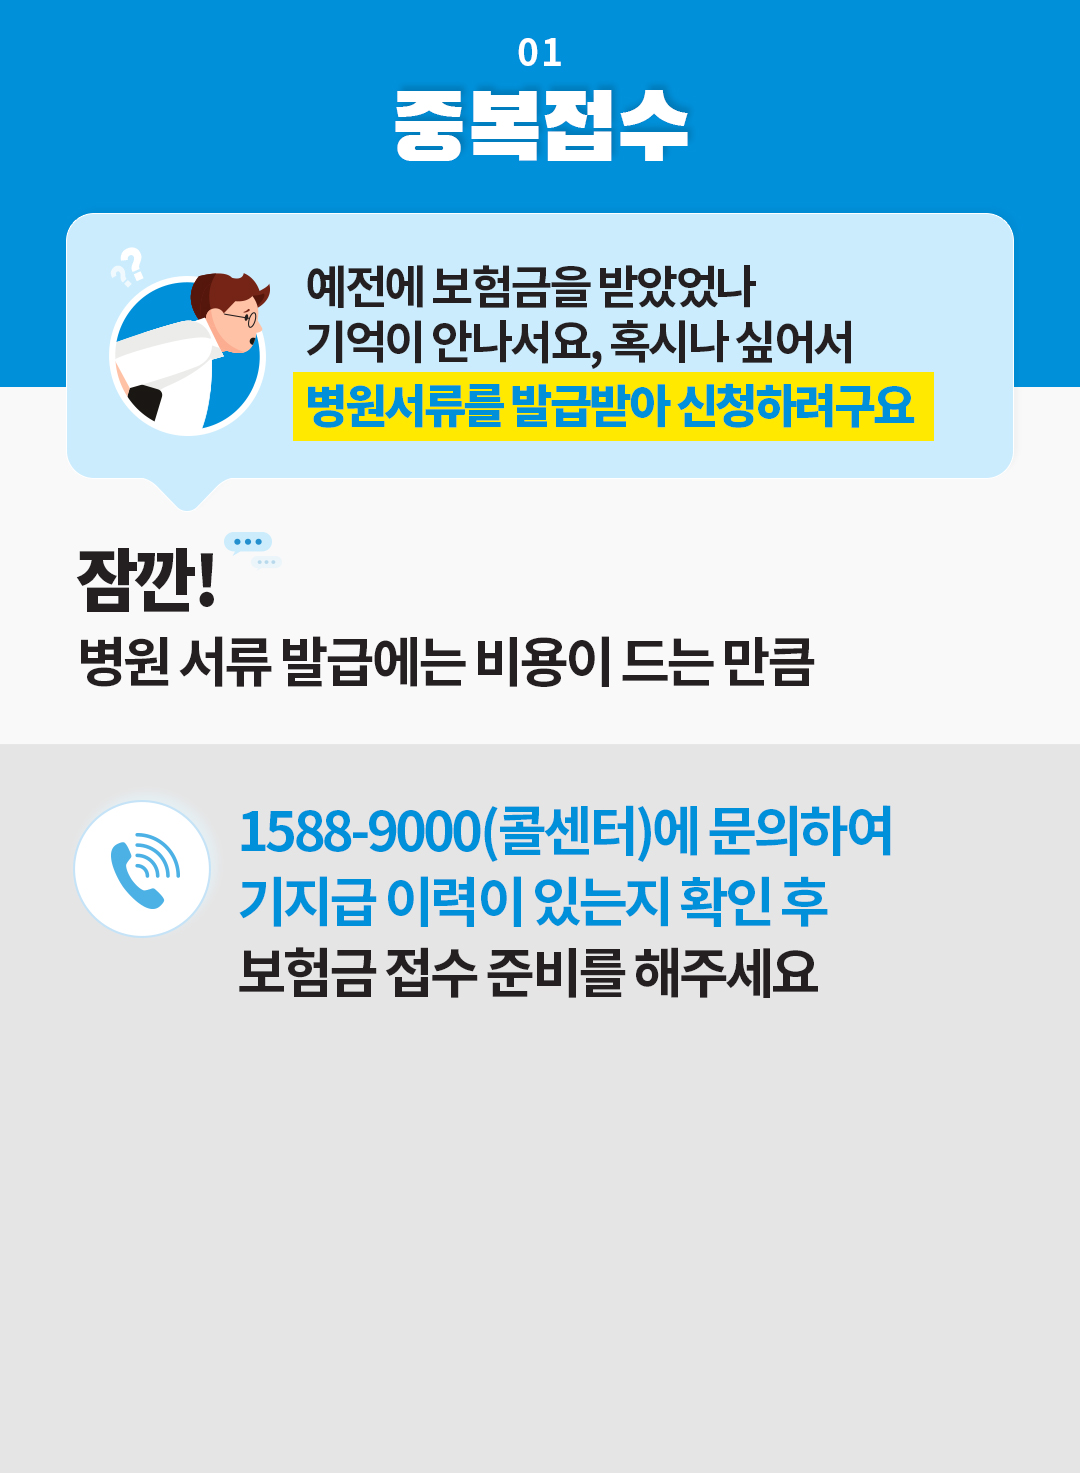 01
중복접수
??
예전에 보험금을 받았었나
기억이 안나서요, 혹시나 싶어서
병원서류를 발급받아 신청하려구요
잠깐!
병원 서류 발급에는 비용이 드는 만큼
1588-9000(콜센터)에 문의하여
기지급 이력이 있는지 확인 후
보험금 접수 준비를 해주세요